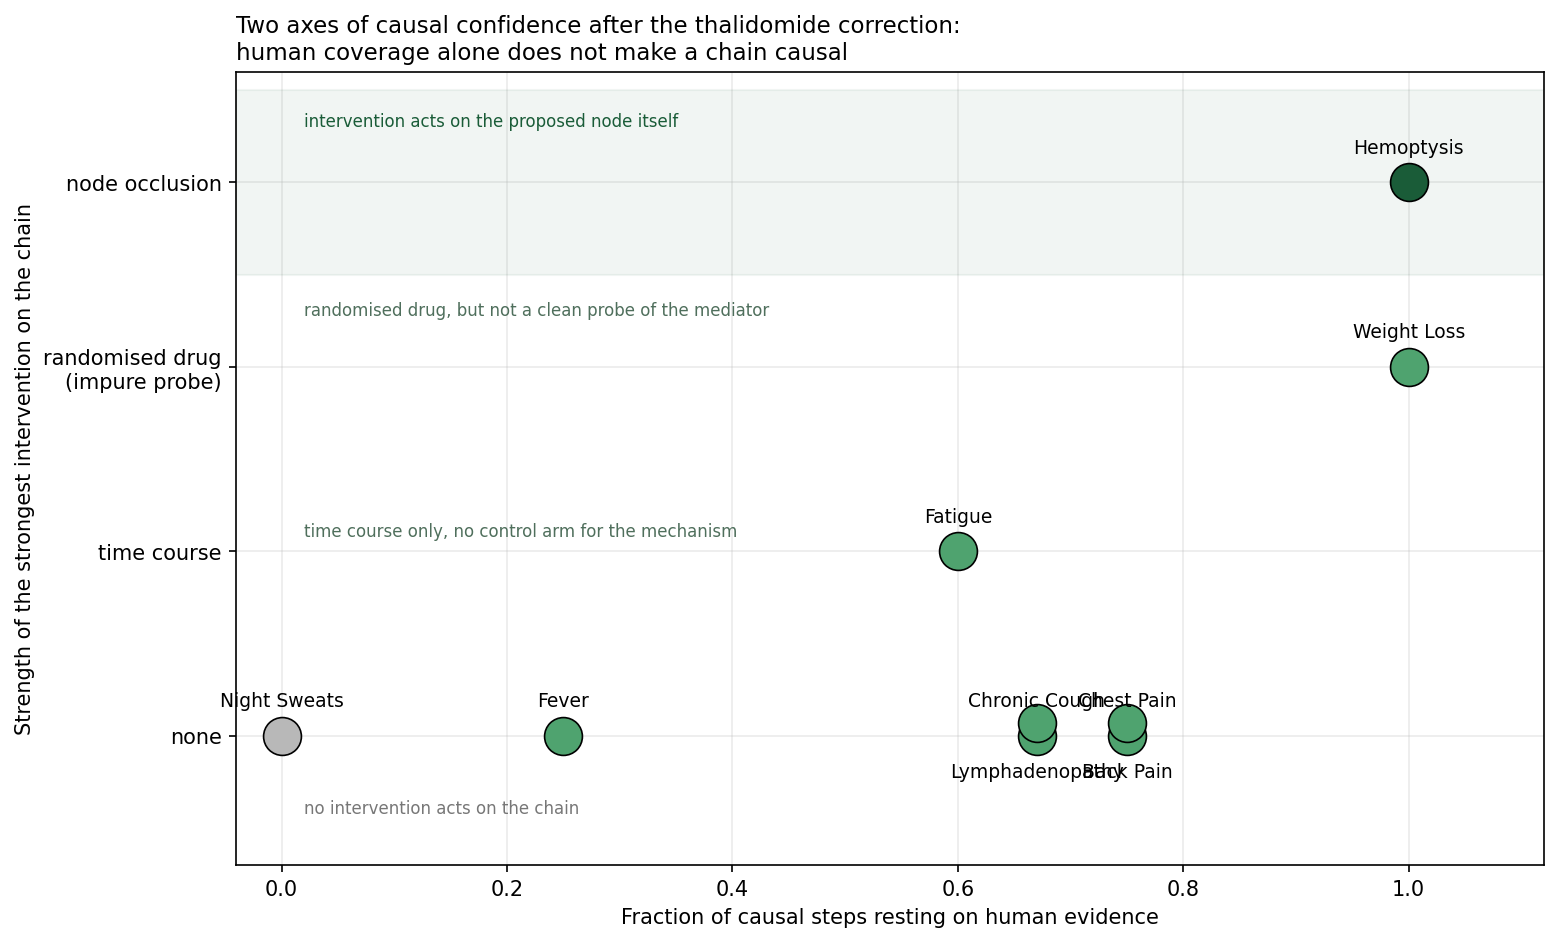 Two axes of causal confidence after the thalidomide correction:
human coverage alone does not make a chain causal
Strength of the strongest intervention on the chain
node occlusion
randomised drug
(impure probe)
time course
none
intervention acts on the proposed node itself
Hemoptysis
randomised drug, but not a clean probe of the mediator
Weight Loss
time course only, no control arm for the mechanism
Fatigue
Night Sweats
Fever
Chronic Cough
Chest Pain
Lymphadenopathy
Back Pain
no intervention acts on the chain
0.0
0.2
0.4
0.6
0.8
1.0
Fraction of causal steps resting on human evidence